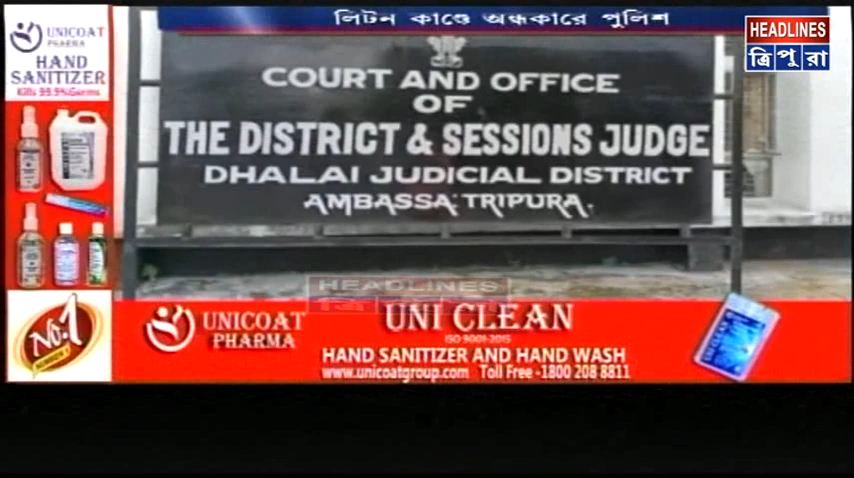 UNICOAT
PHARMA
HAND
SANITIZER
Kills 99.9%Germs
লিটন কাণ্ডে অন্ধকারে পুলিশ
HEADLINES
ত্রিপুরা
COURT AND OFFICE
OF
THE DISTRICT & SESSIONS JUDGE
DHALAI JUDICIAL DISTRICT
AMBASSA: TRIPURA.
HEADLINES
ত্রিপুরা
No.1
NUMBER 1
UNICOAT
PHARMA
UNI CLEAN
ISO 9001-2015
HAND SANITIZER AND HAND WASH
www.unicoatgroup.com Toll Free -1800 208 8811